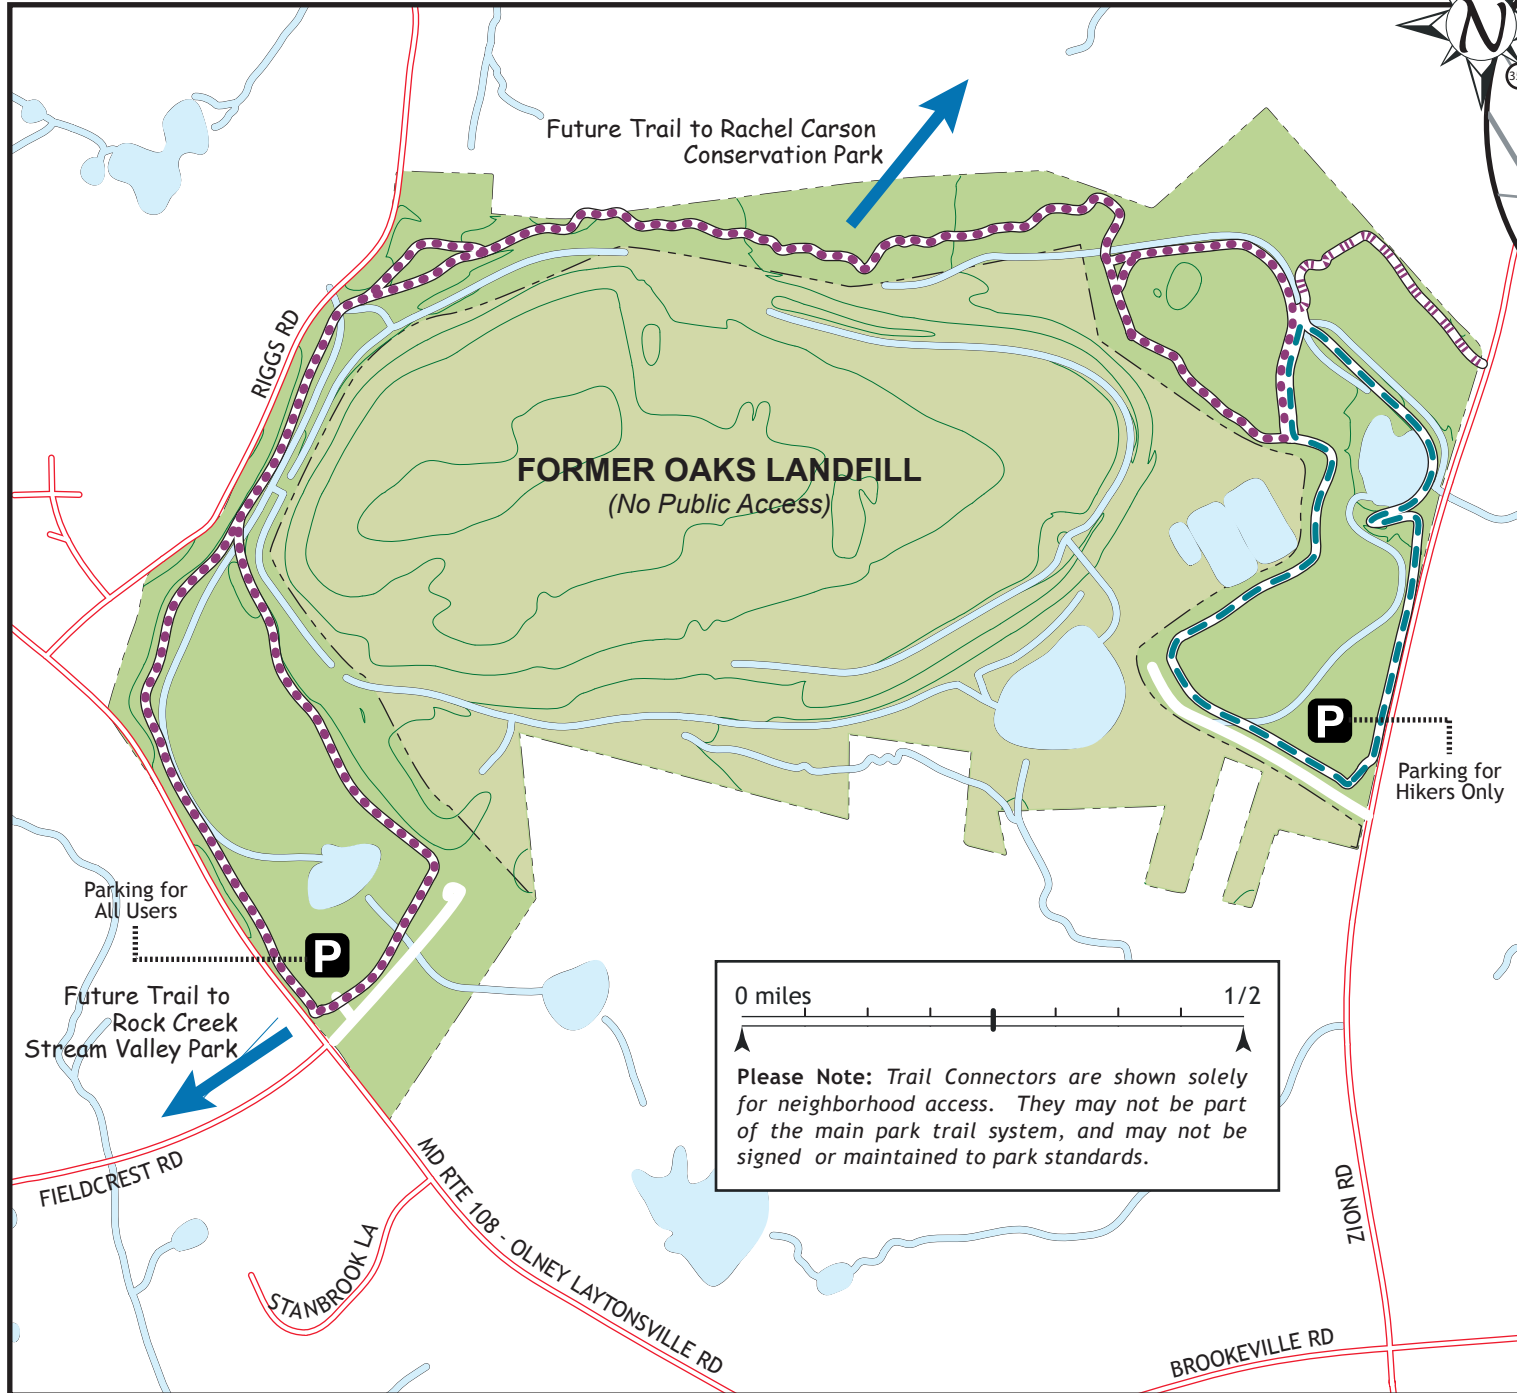 N
Future Trail to Rachel Carson
Conservation Park
RIGGS RD
FORMER OAKS LANDFILL
(No Public Access)
P
Parking for
Hikers Only
Parking for
All Users
P
Future Trail to
Rock Creek
Stream Valley Park
0 miles 1/2
Please Note: Trail Connectors are shown solely
for neighborhood access. They may not be part
of the main park trail system, and may not be
signed or maintained to park standards.
FIELDCREST RD
MD RTE 108 - OLNEY LAYTONSVILLE RD
STANBROOK LA
ZION RD
BROOKEVILLE RD